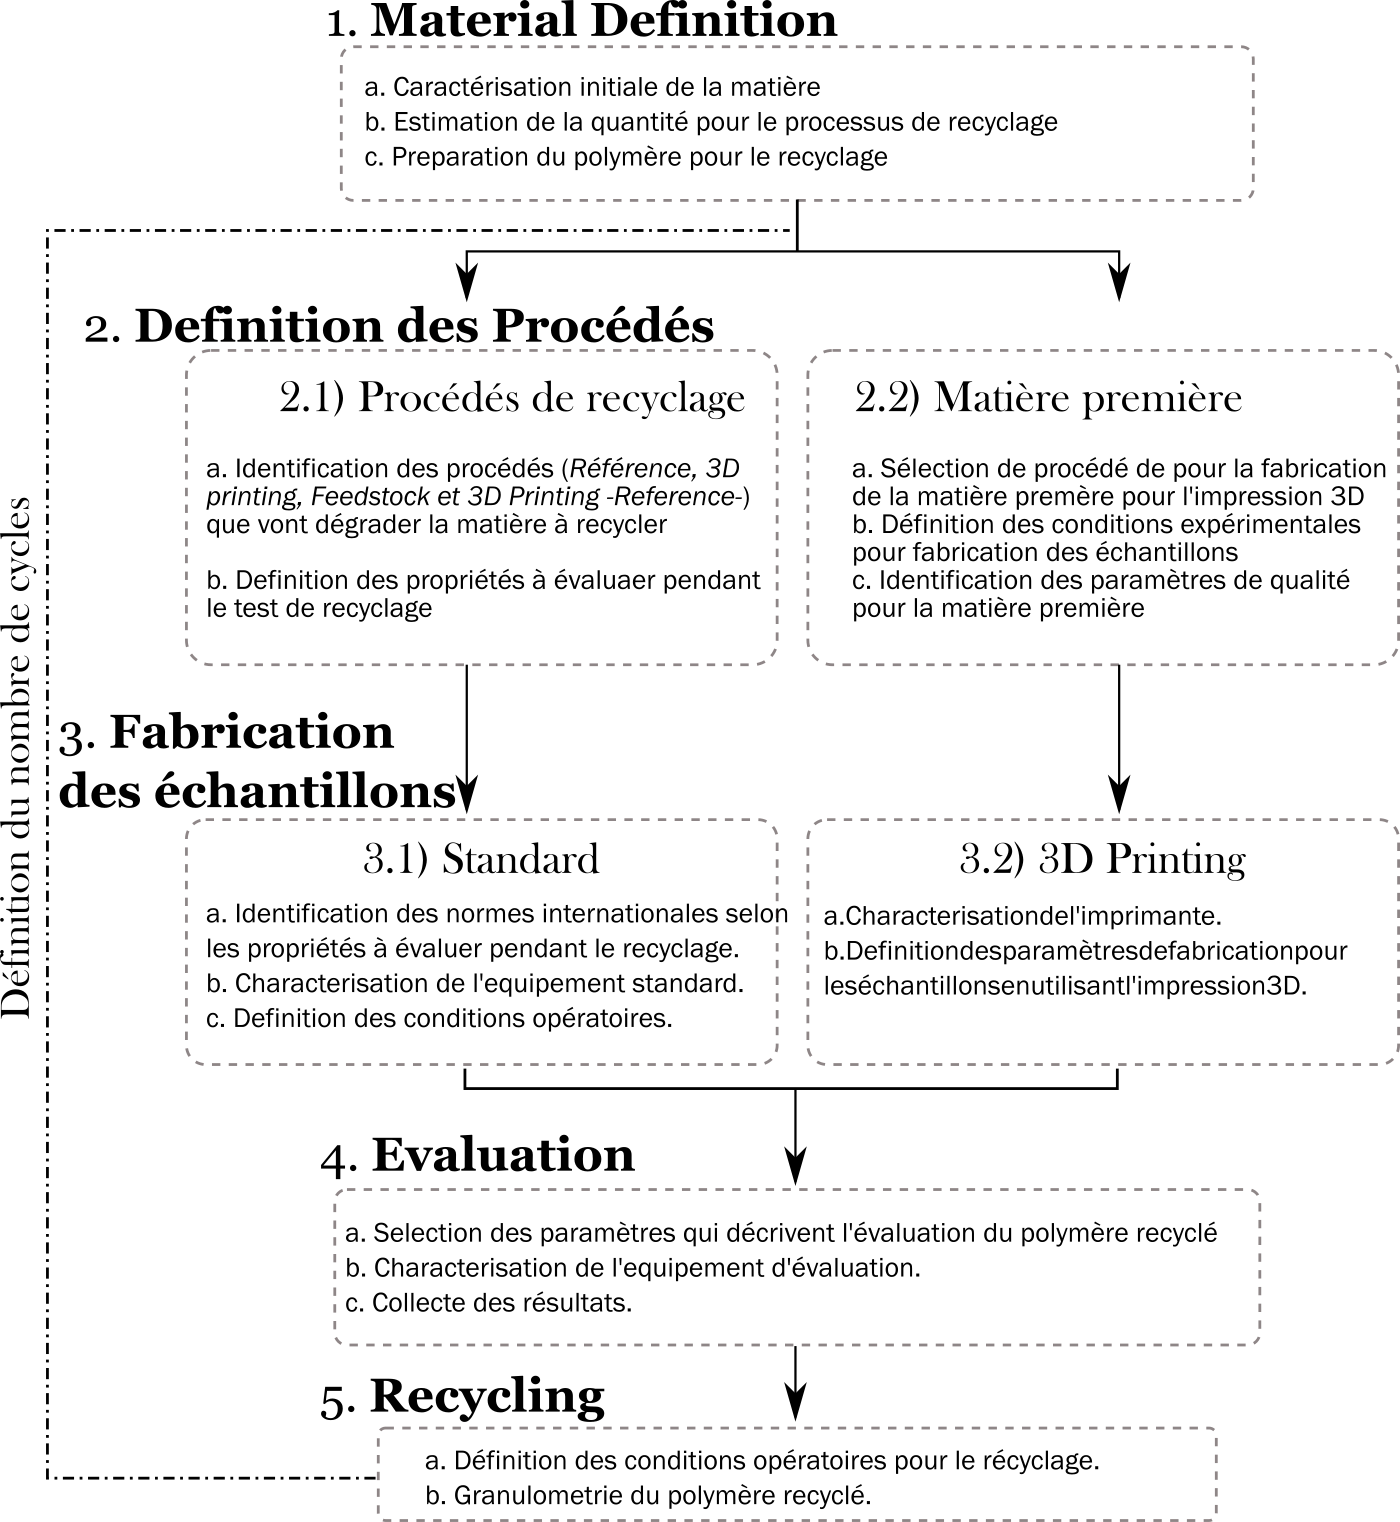 1. Material Definition
a. Caractérisation initiale de la matière
b. Estimation de la quantité pour le processus de recyclage
c. Preparation du polymère pour le recyclage
2. Definition des Procédés
2.1) Procédés de recyclage
a. Identification des procédés (Référence, 3D
printing, Feedstock et 3D Printing -Reference-)
que vont dégrader la matière à recycler
b. Definition des propriétés à évaluaer pendant
le test de recyclage
2.2) Matière première
a. Sélection de procédé de pour la fabrication
de la matière premère pour l'impression 3D
b. Définition des conditions expérimentales
pour fabrication des échantillons
c. Identification des paramètres de qualité
pour la matière première
Définition du nombre de cycles
3. Fabrication
des échantillons
3.1) Standard
a. Identification des normes internationales selon
les propriétés à évaluer pendant le recyclage.
b. Characterisation de l'equipement standard.
c. Definition des conditions opératoires.
3.2) 3D Printing
a.Characterisationdel'imprimante.
b.Definitiondesparamètresdefabricationpour
leséchantillonsenutilisantl'impression3D.
4. Evaluation
a. Selection des paramètres qui décrivent l'évaluation du polymère recyclé
b. Characterisation de l'equipement d'évaluation.
c. Collecte des résultats.
5. Recycling
a. Définition des conditions opératoires pour le récyclage.
b. Granulometrie du polymère recyclé.